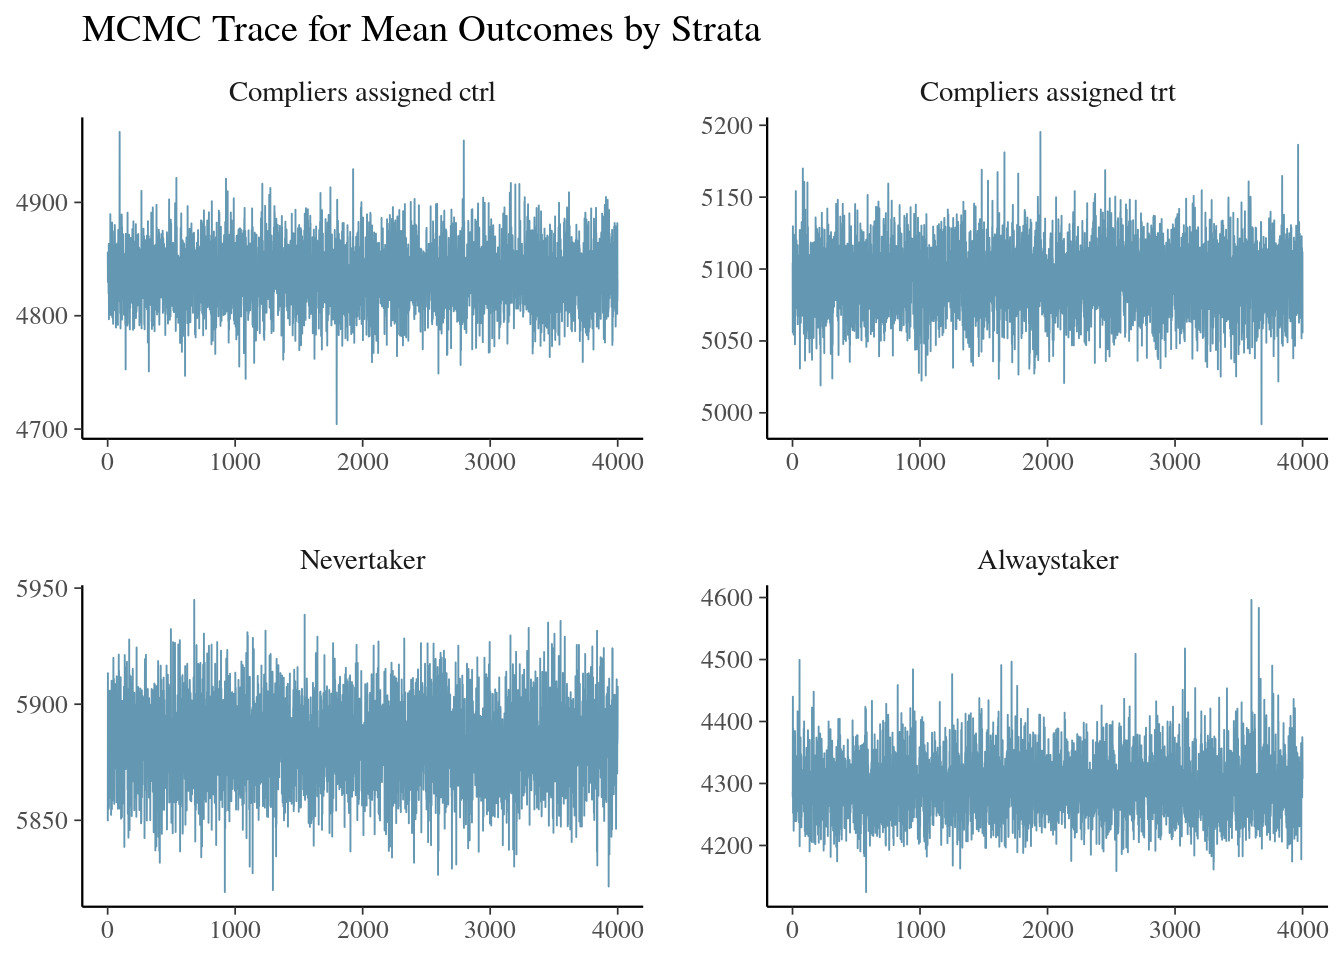 MCMC Trace for Mean Outcomes by Strata
Compliers assigned ctrl
4900
4800
4700
0 1000 2000 3000 4000
Compliers assigned trt
5200
5150
5100
5050
5000
0 1000 2000 3000 4000
Nevertaker
5950
5900
5850
0 1000 2000 3000 4000
Alwaystaker
4600
4500
4400
4300
4200
0 1000 2000 3000 4000